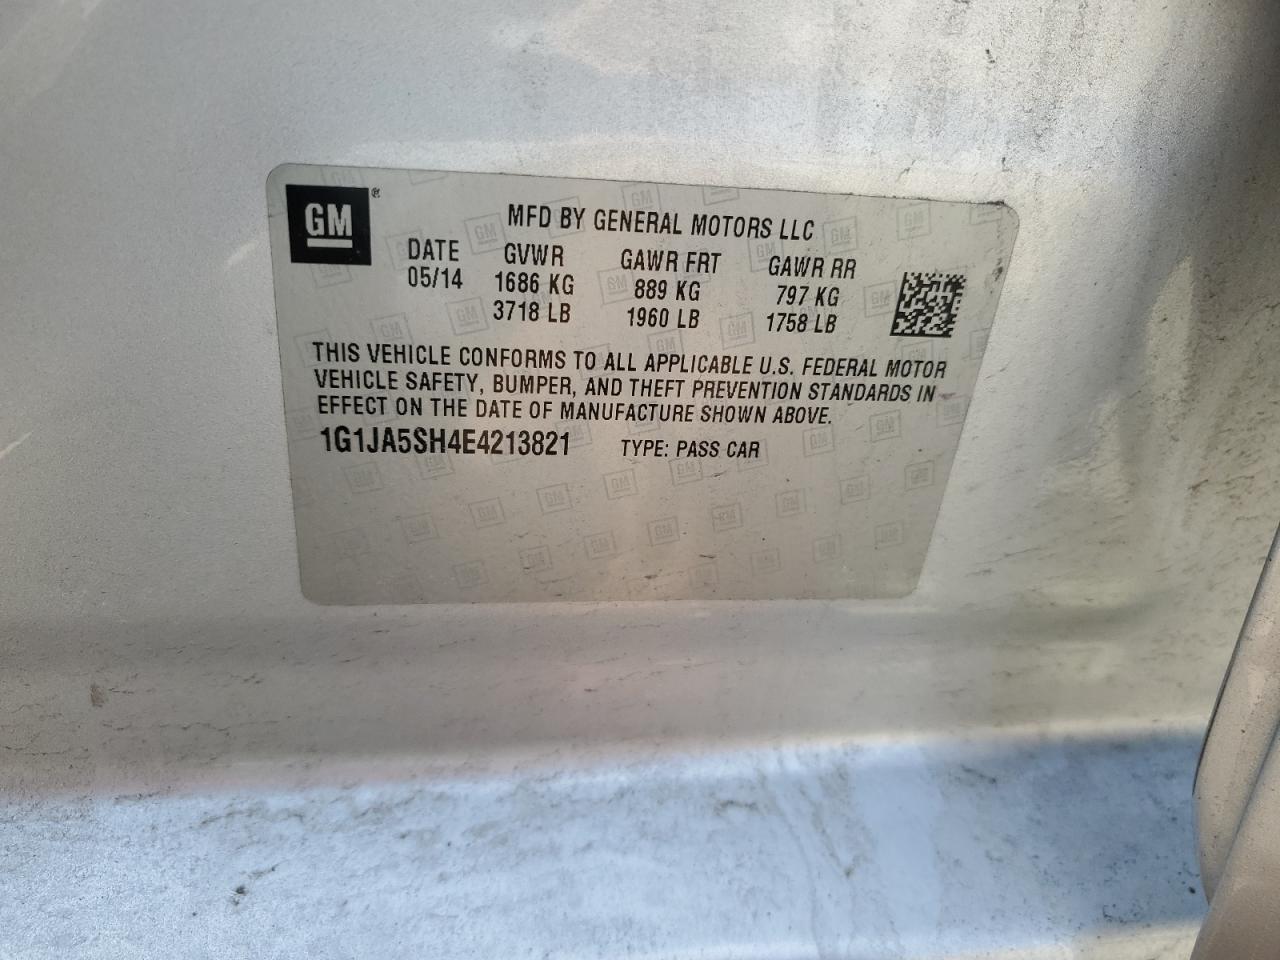 GM®
MFD BY GENERAL MOTORS LLC
DATE GVWR GAWR FRT GAWR RR
05/14 1686 KG 889 KG 797 KG
3718 LB 1960 LB 1758 LB
THIS VEHICLE CONFORMS TO ALL APPLICABLE U.S. FEDERAL MOTOR
VEHICLE SAFETY, BUMPER, AND THEFT PREVENTION STANDARDS IN
EFFECT ON THE DATE OF MANUFACTURE SHOWN ABOVE.
1G1JA5SH4E4213821 TYPE: PASS CAR